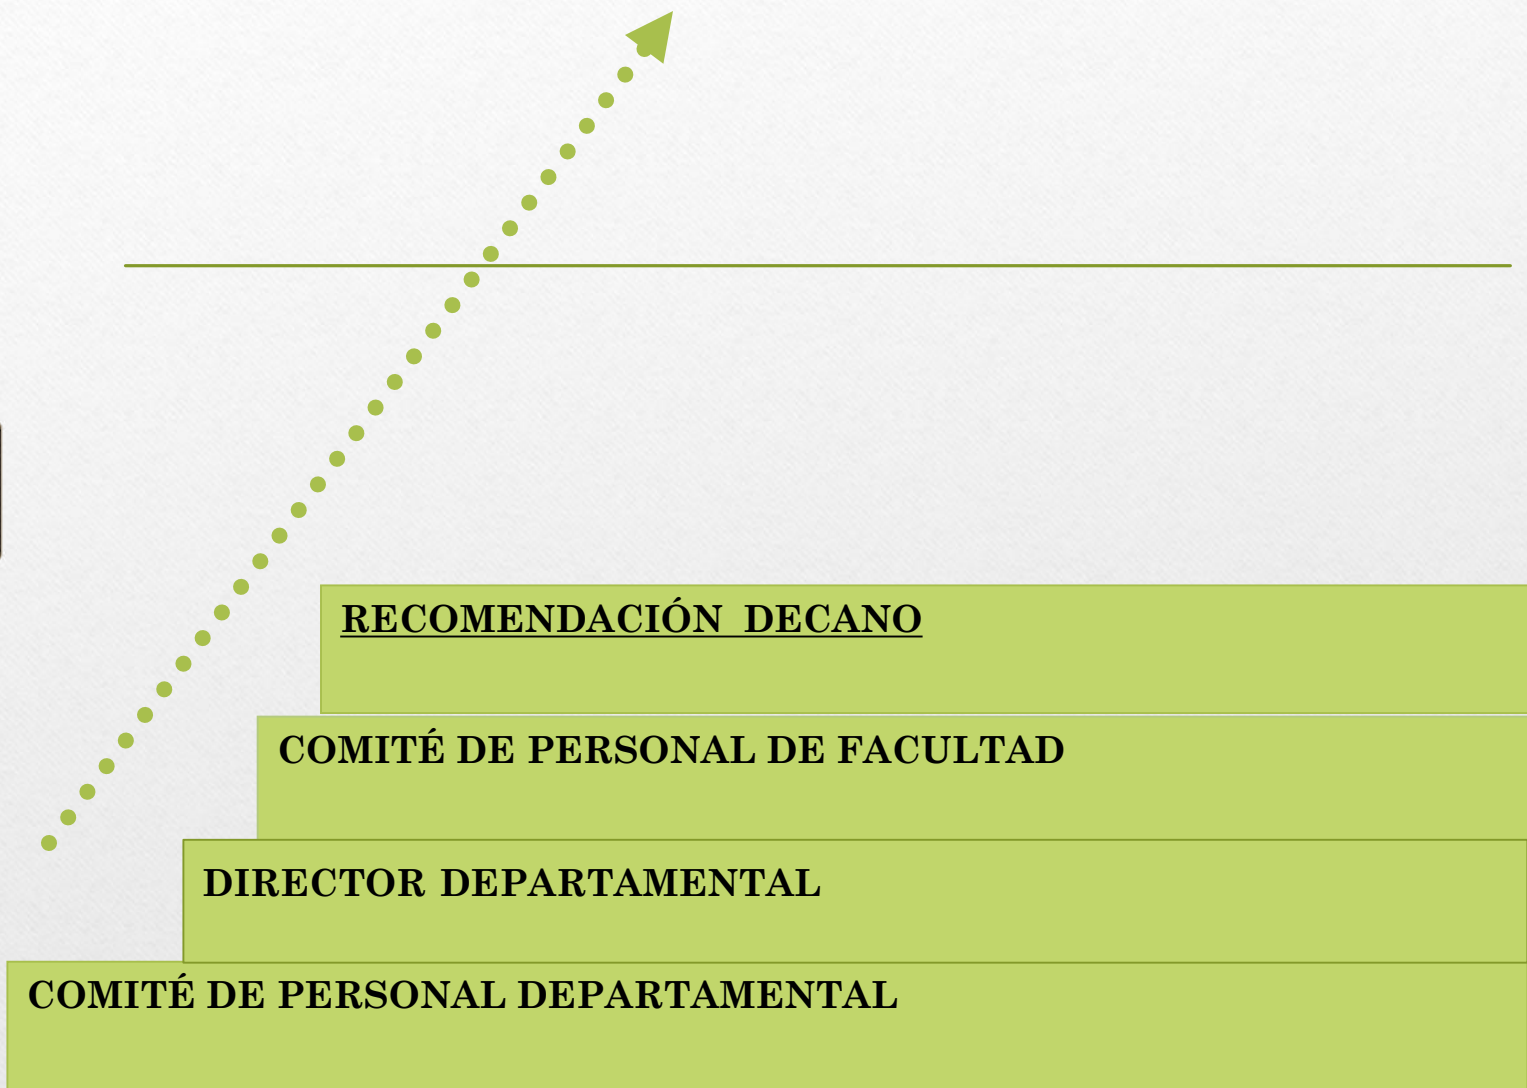 RECOMENDACIÓN DECANO
COMITÉ DE PERSONAL DE FACULTAD
DIRECTOR DEPARTAMENTAL
COMITÉ DE PERSONAL DEPARTAMENTAL